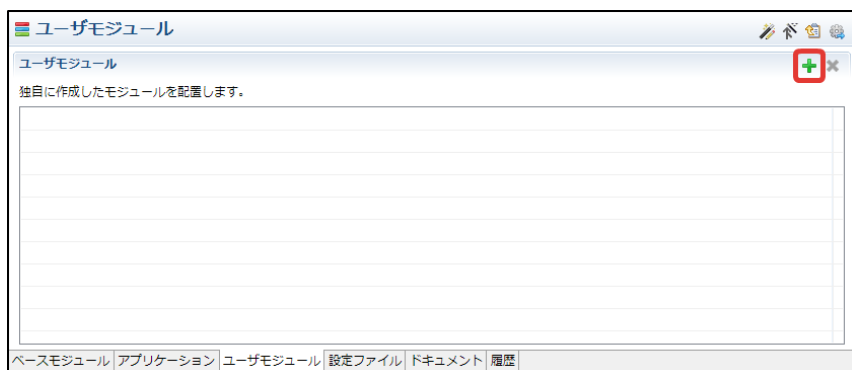 ユーザモジュール
ユーザモジュール
独自に作成したモジュールを配置します。
ベースモジュール アプリケーション ユーザモジュール 設定ファイル ドキュメント 履歴